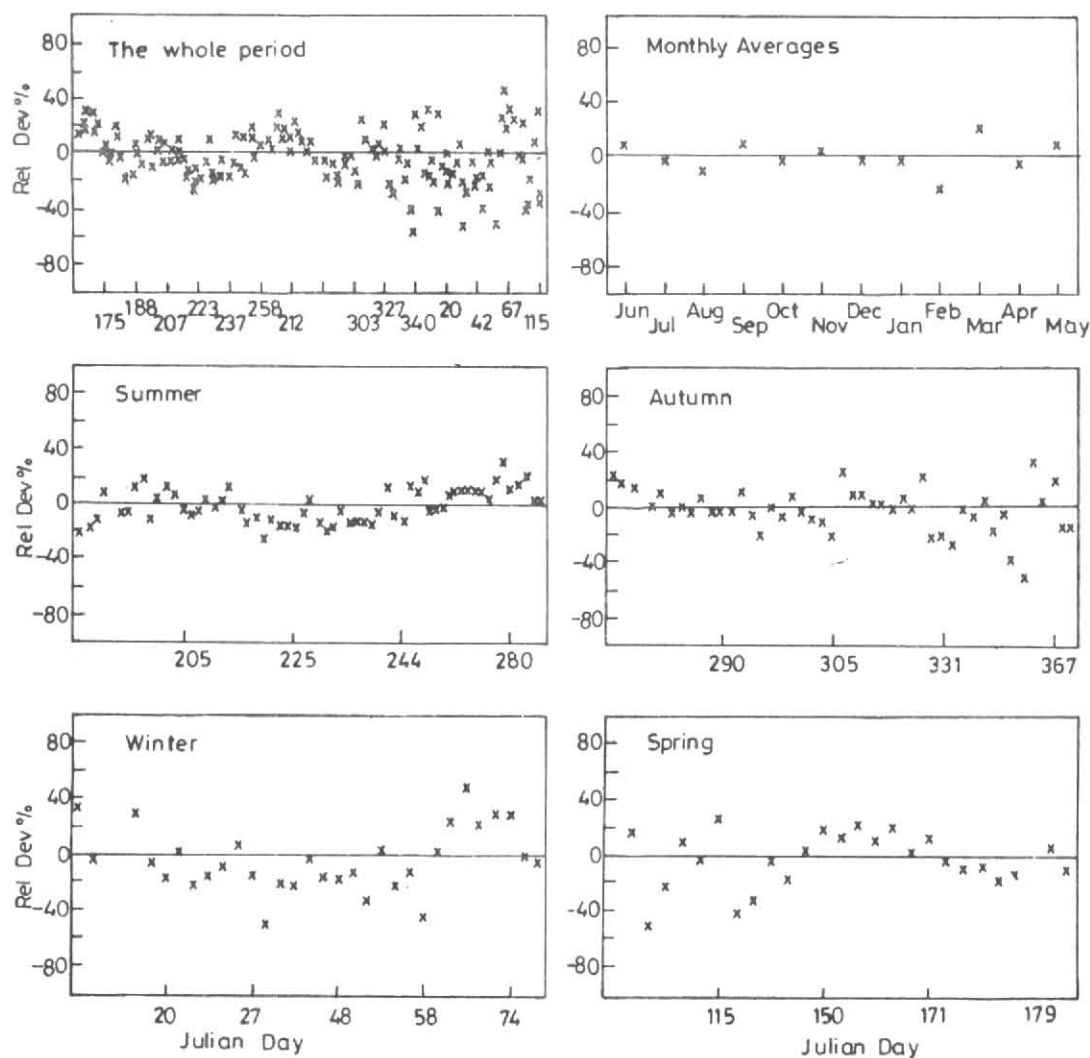 The whole period
Rel Dev%
80
40
0
-40
-80
188 223 258 327 20 67
175 207 237 212 303 340 42 115
Monthly Averages
80
40
0
-40
-80
Jun Aug Oct Dec Feb Apr
Jul Sep Nov Jan Mar May
Summer
Rel Dev%
80
40
0
-40
-80
205 225 244 280
Autumn
80
40
0
-40
-80
290 305 331 367
Winter
Rel Dev%
80
40
0
-40
-80
20 27 48 58 74
Julian Day
Spring
80
40
0
-40
-80
115 150 171 179
Julian Day